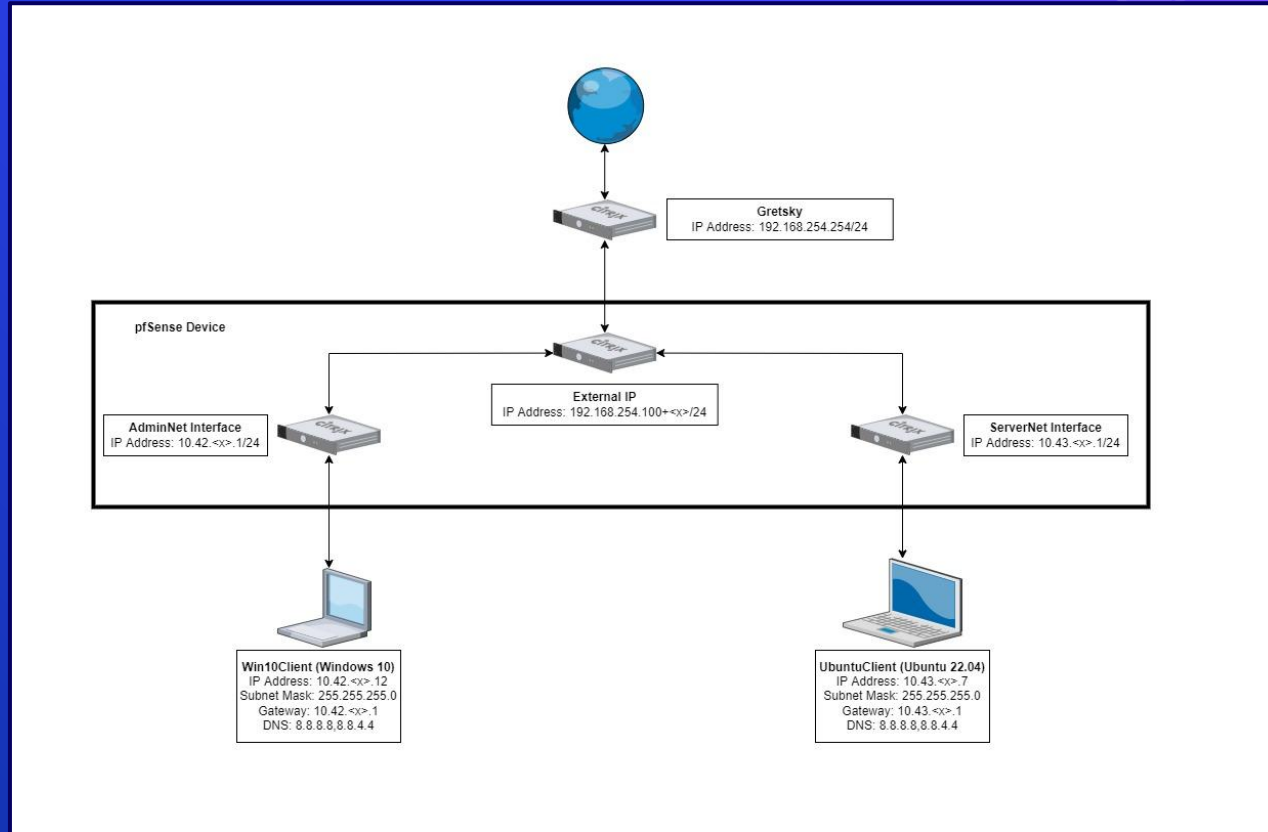 citrix
Gretsky
IP Address: 192.168.254.254/24
pfSense Device
citrix
External IP
IP Address: 192.168.254.100+<x>/24
AdminNet Interface
IP Address: 10.42.<x>.1/24
citrix
citrix
ServerNet Interface
IP Address: 10.43.<x>.1/24
Win10Client (Windows 10)
IP Address: 10.42.<x>.12
Subnet Mask: 255.255.255.0
Gateway: 10.42.<x>.1
DNS: 8.8.8.8,8.8.4.4
UbuntuClient (Ubuntu 22.04)
IP Address: 10.43.<x>.7
Subnet Mask: 255.255.255.0
Gateway: 10.43.<x>.1
DNS: 8.8.8.8,8.8.4.4